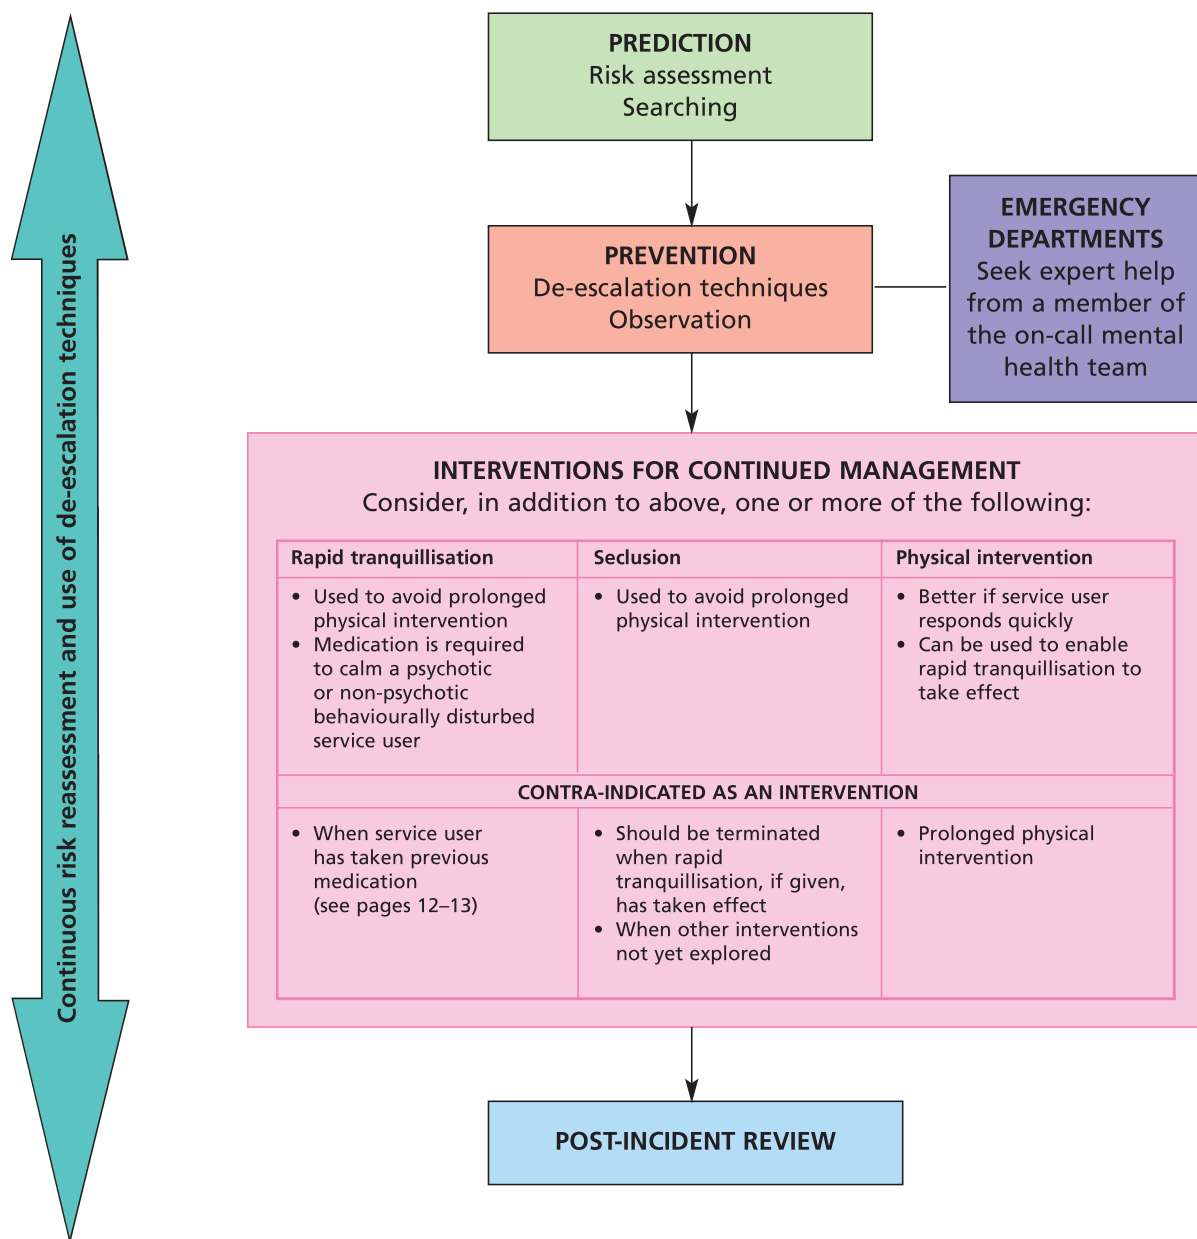 PREDICTION
Risk assessment
Searching
PREVENTION
De-escalation techniques
Observation
EMERGENCY
DEPARTMENTS
Seek expert help
from a member of
the on-call mental
health team
Continuous risk reassessment and use of de-escalation techniques
INTERVENTIONS FOR CONTINUED MANAGEMENT
Consider, in addition to above, one or more of the following:
Rapid tranquillisation
• Used to avoid prolonged
physical intervention
• Medication is required
to calm a psychotic
or non-psychotic
behaviourally disturbed
service user
Seclusion
• Used to avoid prolonged
physical intervention
Physical intervention
• Better if service user
responds quickly
• Can be used to enable
rapid tranquillisation to
take effect
CONTRA-INDICATED AS AN INTERVENTION
• When service user
has taken previous
medication
(see pages 12–13)
• Should be terminated
when rapid
tranquillisation, if given,
has taken effect
• When other interventions
not yet explored
• Prolonged physical
intervention
POST-INCIDENT REVIEW